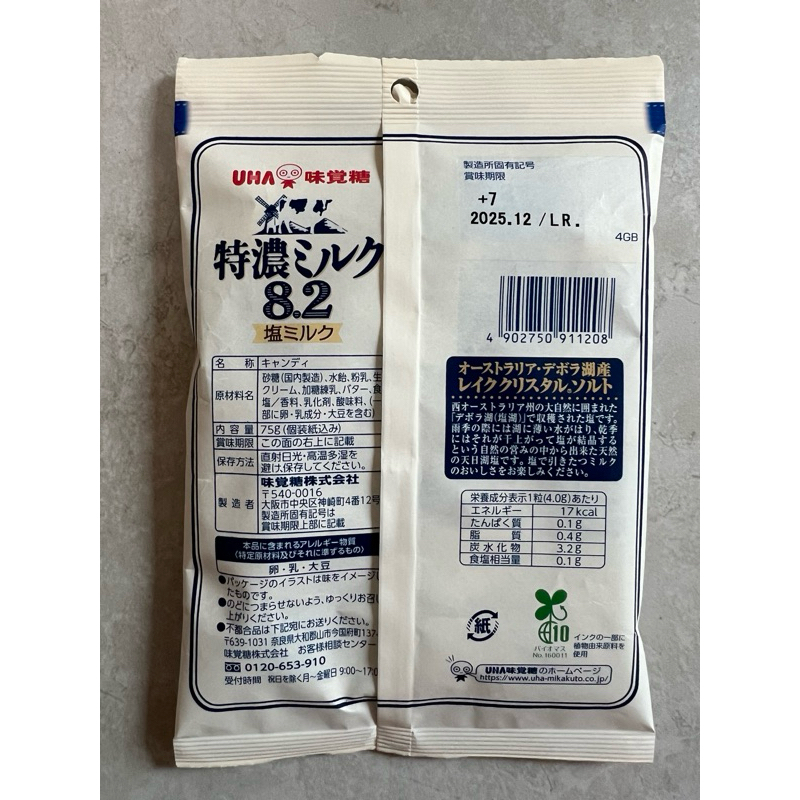 UHA 味覚糖
特濃ミルク
8.2
塩ミルク
名 称 キャンディ
原材料名 砂糖(国内製造)、水飴、粉乳、生
クリーム、加糖練乳、バター、食
塩/香料、乳化剤、酸味料、(一
部に卵・乳成分・大豆を含む)
内容量 75g(個装紙込み)
賞味期限 この面の右上に記載
保存方法 直射日光・高温多湿を
避け、保存してください。
製造者 味覚糖株式会社
〒540-0016
大阪市中央区神崎町4番12号
製造所固有記号は
賞味期限上部に記載
本品に含まれるアレルギー物質
(特定原材料及びそれに準ずるもの)
卵・乳・大豆
●パッケージのイラストは味をイメージし
たものです。
●のどにつまらせないよう、ゆっくりお召し
上がりください。
●不都合品は下記宛にお送りください。
〒639-1031 奈良県大和郡山市今国府町137-
味覚糖株式会社 お客様相談センター
0120-653-910
受付時間 祝日を除く月~金曜日 9:00~17:0
製造所固有記号
賞味期限
+7
2025.12 /LR.
4GB
4 902750 911208
オーストラリア・デボラ湖産
レイククリスタル®ソルト
西オーストラリア州の大自然に囲まれた
「デボラ湖(塩湖)」で収穫された塩です。
雨季の際には湖に薄い水がはり、乾季
にはそれが干上がって塩が結晶する
という自然の営みの中から出来た天然
の天日湖塩です。塩で引きたつミルク
のおいしさをお楽しみください。
栄養成分表示1粒(4.0g)あたり
エネルギー 17kcal
たんぱく質 0.1g
脂質 0.4g
炭水化物 3.2g
食塩相当量 0.1g
紙
10
バイオマス
No.160011
インクの一部に
植物由来原料を
使用
UHA味覚糖のホームページ
https://www.uha-mikakuto.co.jp/